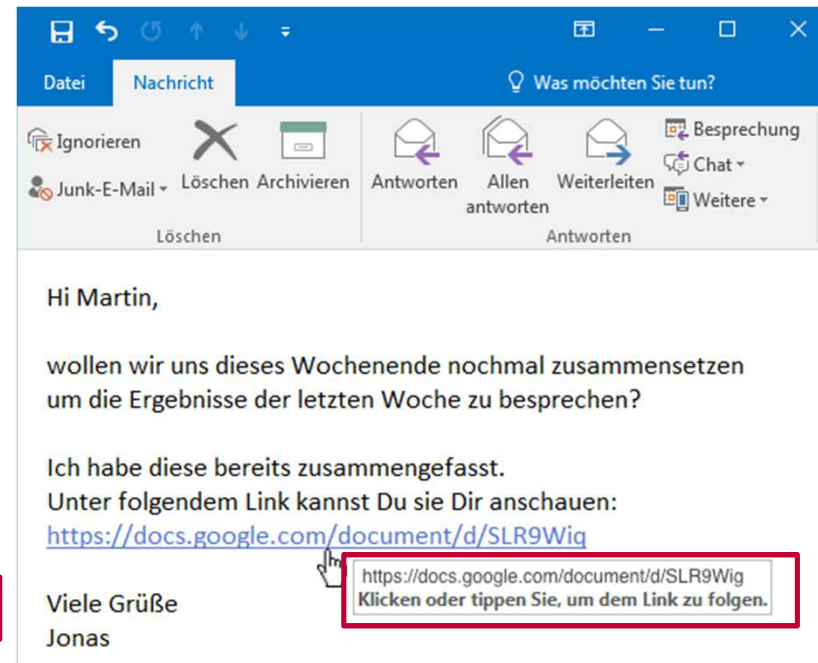 Datei Nachricht Was möchten Sie tun?
Ignorieren
Junk-E-Mail
Löschen
Archivieren
Löschen
Antworten
Allen
antworten
Weiterleiten
Besprechung
Chat
Weitere
Antworten
Hi Martin,
wollen wir uns dieses Wochenende nochmal zusammensetzen
um die Ergebnisse der letzten Woche zu besprechen?
Ich habe diese bereits zusammengefasst.
Unter folgendem Link kannst Du sie Dir anschauen:
https://docs.google.com/document/d/SLR9Wig
https://docs.google.com/document/d/SLR9Wig
Klicken oder tippen Sie, um dem Link zu folgen.
Viele Grüße
Jonas